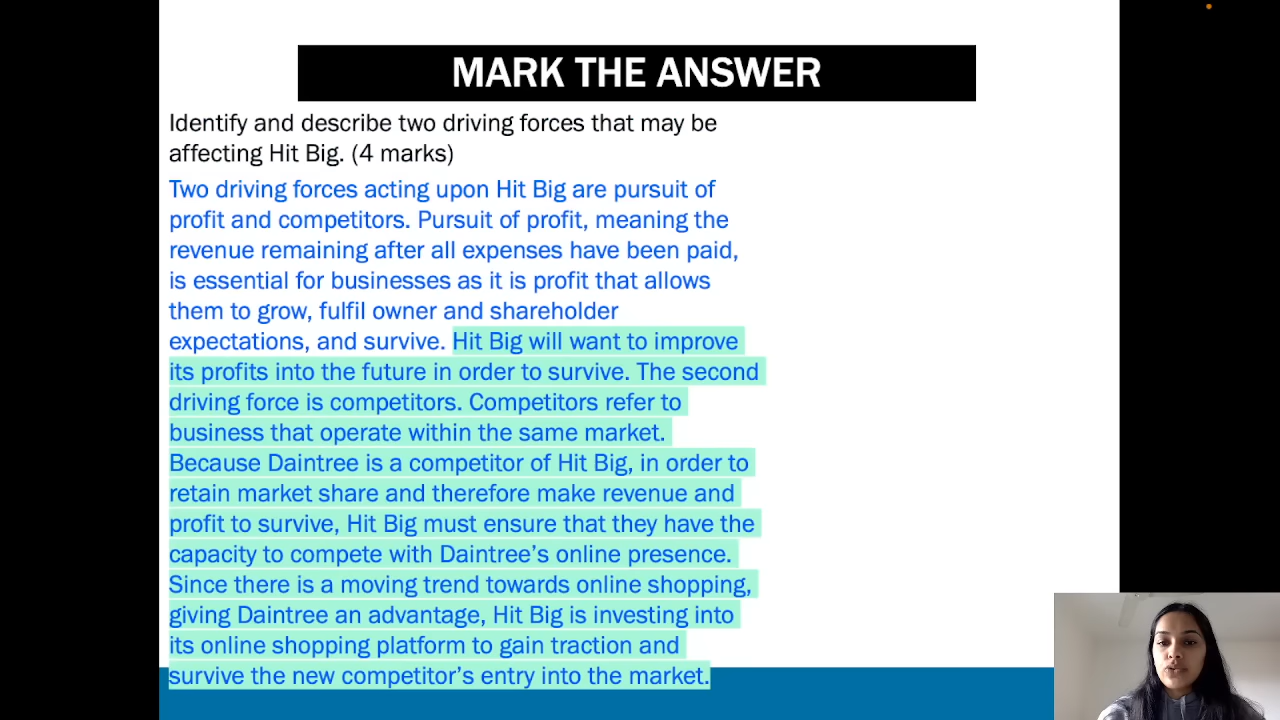 MARK THE ANSWER
Identify and describe two driving forces that may be
affecting Hit Big. (4 marks)
Two driving forces acting upon Hit Big are pursuit of
profit and competitors. Pursuit of profit, meaning the
revenue remaining after all expenses have been paid,
is essential for businesses as it is profit that allows
them to grow, fulfil owner and shareholder
expectations, and survive. Hit Big will want to improve
its profits into the future in order to survive. The second
driving force is competitors. Competitors refer to
business that operate within the same market.
Because Daintree is a competitor of Hit Big, in order to
retain market share and therefore make revenue and
profit to survive, Hit Big must ensure that they have the
capacity to compete with Daintree’s online presence.
Since there is a moving trend towards online shopping,
giving Daintree an advantage, Hit Big is investing into
its online shopping platform to gain traction and
survive the new competitor’s entry into the market.